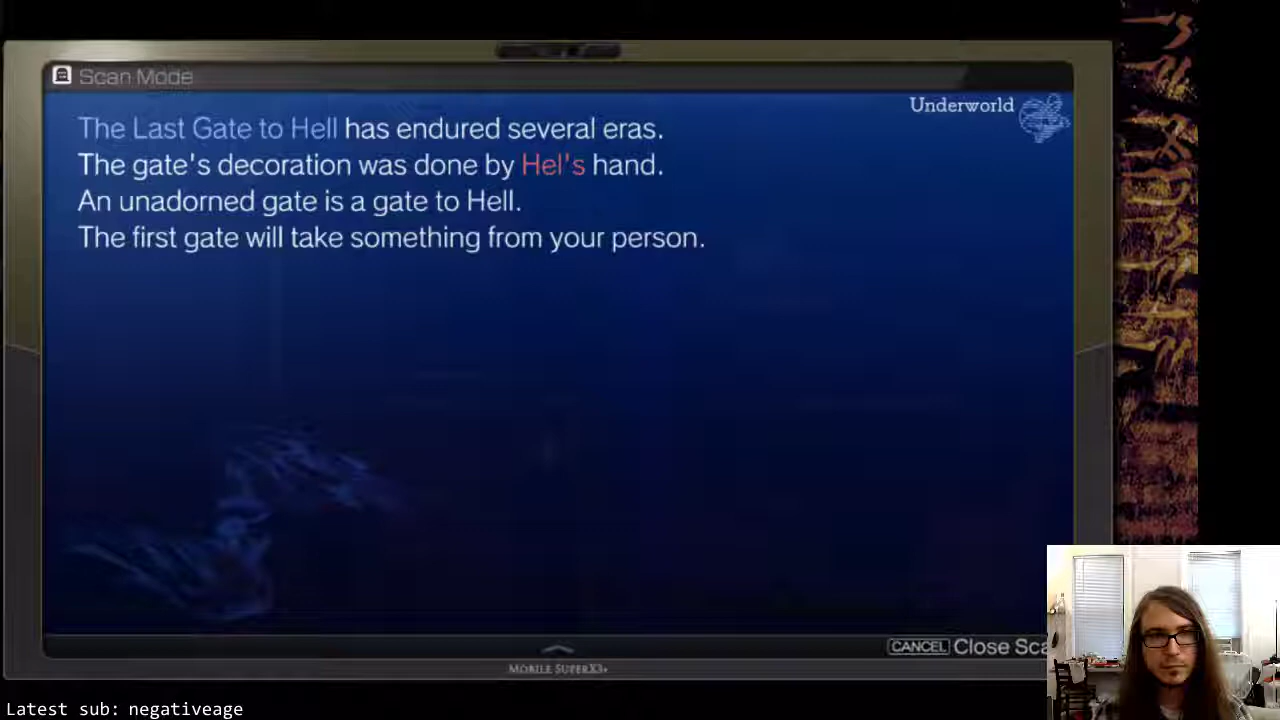 Scan Mode
Underworld
The Last Gate to Hell has endured several eras.
The gate's decoration was done by Hel's hand.
An unadorned gate is a gate to Hell.
The first gate will take something from your person.
CANCEL Close Sca
MOBILE SUPERX3+
Latest sub: negativeage